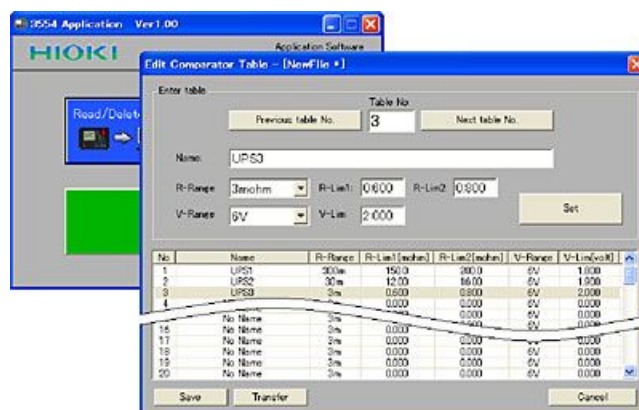 3554 Application Ver1.00
HIOKI
Application Software
Read/Delet
Edit Comparator Table - [NewFile *]
Enter table
Table No
Previous table No.
3
Next table No.
Name:
UPS3
R-Range
3mohm
R-Lim1:
0.600
R-Lim2
0.800
V-Range
6V
V-Lim
2.000
Set
No Name R-Range R-Lim1[mohm] R-Lim2[mohm] V-Range V-Lim[volt]
1 UPS1 300m 150.0 200.0 6V 1.800
2 UPS2 30m 12.00 16.00 6V 1.900
3 UPS3 3m 0.600 0.800 6V 2.000
4 0.000 0.000 6V 0.000
No Name 3m 6V 0.000
16 No Name 3m 0.000 6V 0.000
17 No Name 3m 0.000 0.000
18 No Name 3m 0.000 0.000 6V 0.000
19 No Name 3m 0.000 0.000 6V 0.000
20 No Name 3m 0.000 0.000 6V 0.000
Save
Transfer
Cancel